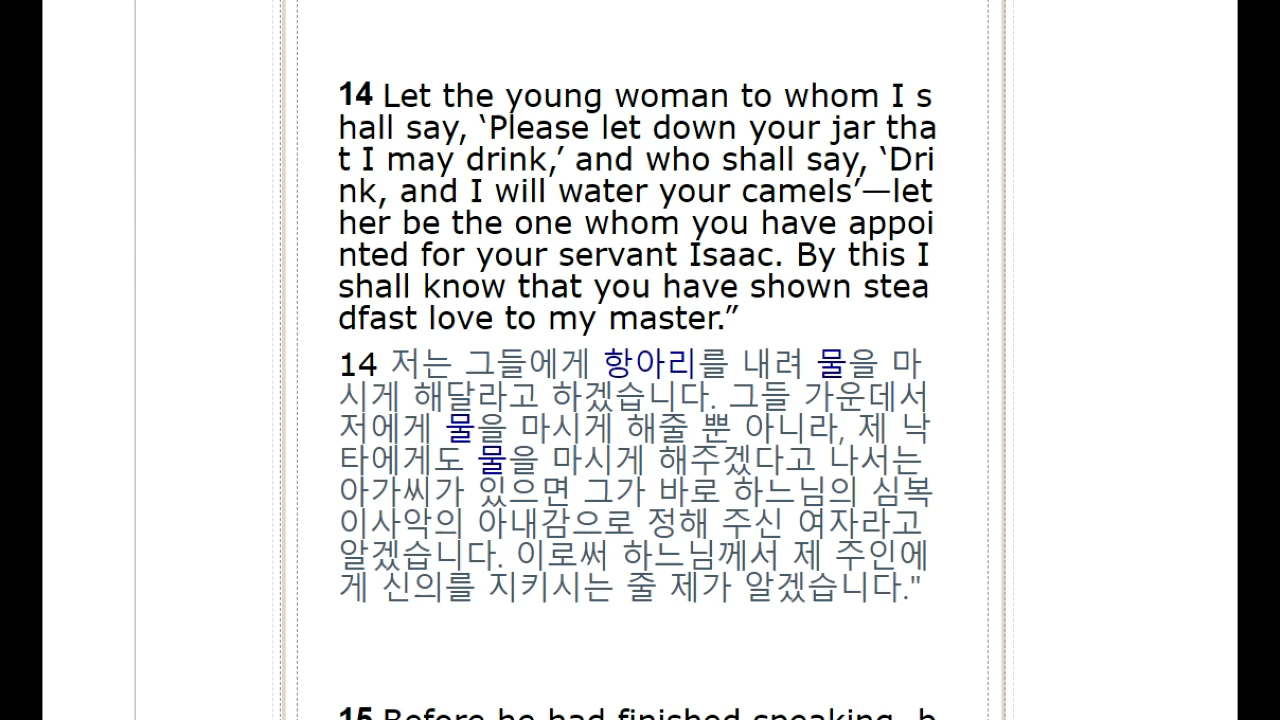 14 Let the young woman to whom I s
hall say, ‘Please let down your jar tha
t I may drink,’ and who shall say, ‘Dri
nk, and I will water your camels’—let
her be the one whom you have appoi
nted for your servant Isaac. By this I
shall know that you have shown stea
dfast love to my master.”
14 저는 그들에게 항아리를 내려 물을 마
시게 해달라고 하겠습니다. 그들 가운데서
저에게 물을 마시게 해줄 뿐 아니라, 제 낙
타에게도 물을 마시게 해주겠다고 나서는
아가씨가 있으면 그가 바로 하느님의 심복
이사악의 아내감으로 정해 주신 여자라고
알겠습니다. 이로써 하느님께서 제 주인에
게 신의를 지키시는 줄 제가 알겠습니다."
15 Before he had finished speaking, b